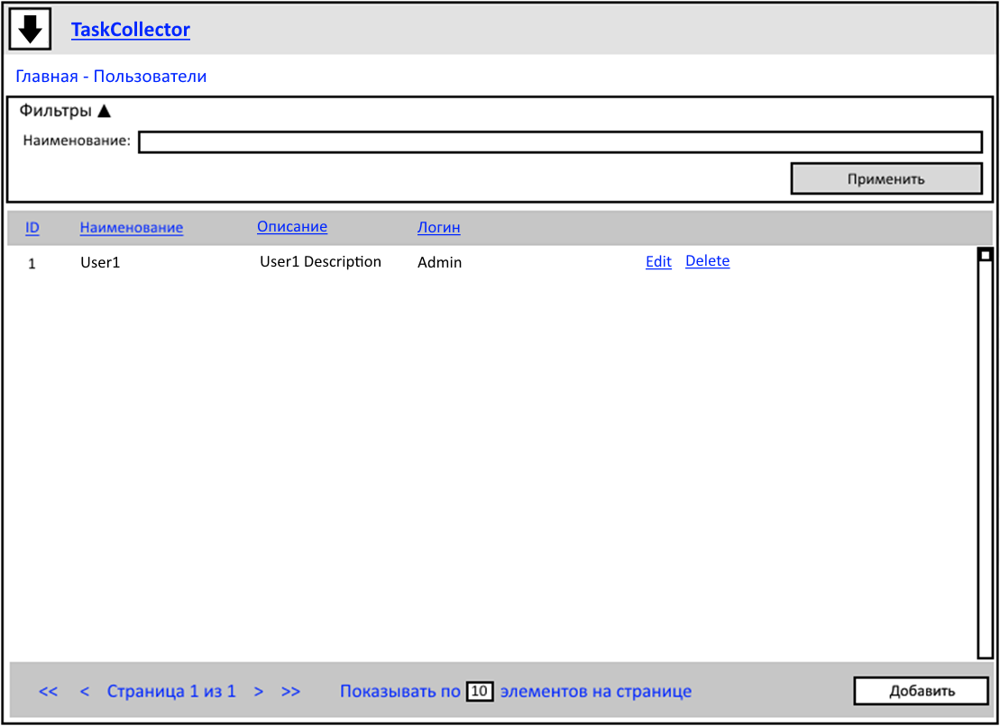 TaskCollector
Главная - Пользователи
Фильтры ▲
Наименование:
Применить
ID Наименование Описание Логин
1 User1 User1 Description Admin Edit Delete
<< < Страница 1 из 1 > >> Показывать по 10 элементов на странице Добавить